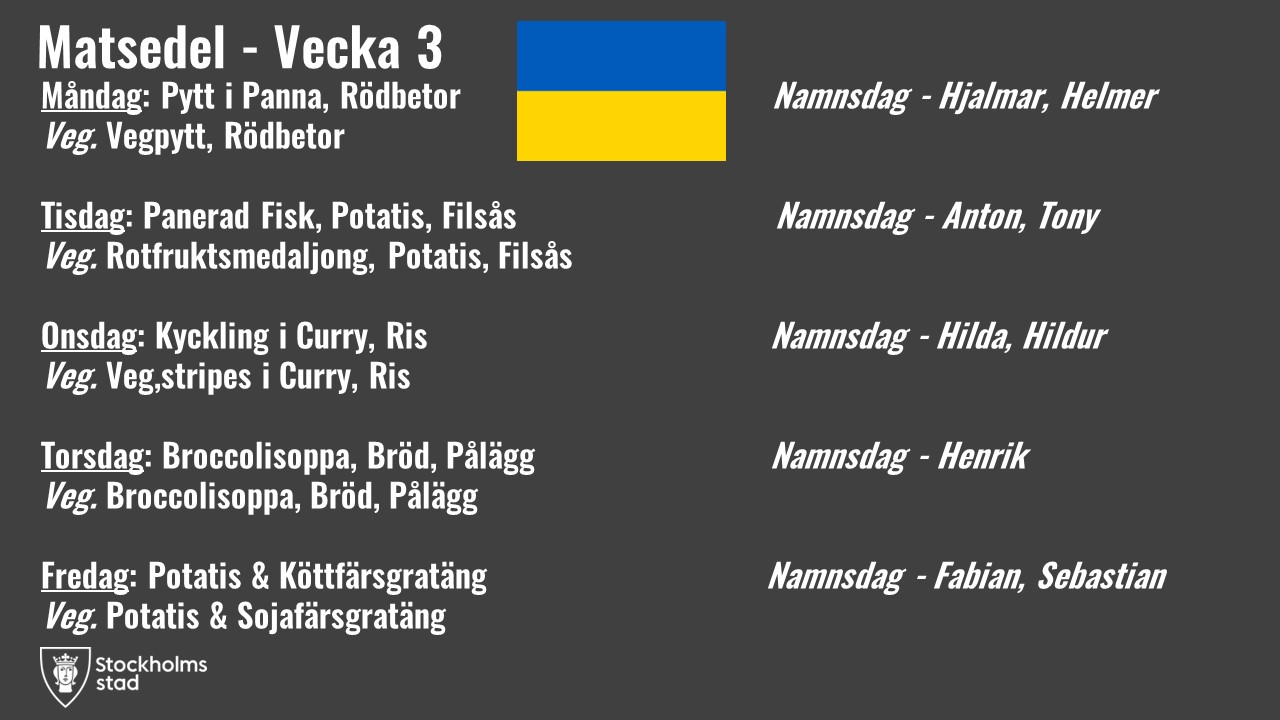 Matsedel - Vecka 3
Måndag: Pytt i Panna, Rödbetor
Namnsdag - Hjalmar, Helmer
Veg. Vegpytt, Rödbetor
Tisdag: Panerad Fisk, Potatis, Filsås
Namnsdag - Anton, Tony
Veg. Rotfruktsmedaljong, Potatis, Filsås
Onsdag: Kyckling i Curry, Ris
Namnsdag - Hilda, Hildur
Veg. Veg,stripes i Curry, Ris
Torsdag: Broccolisoppa, Bröd, Pålägg
Namnsdag - Henrik
Veg. Broccolisoppa, Bröd, Pålägg
Fredag: Potatis & Köttfärsgratäng
Namnsdag - Fabian, Sebastian
Veg. Potatis & Sojafärsgratäng
Stockholms
stad